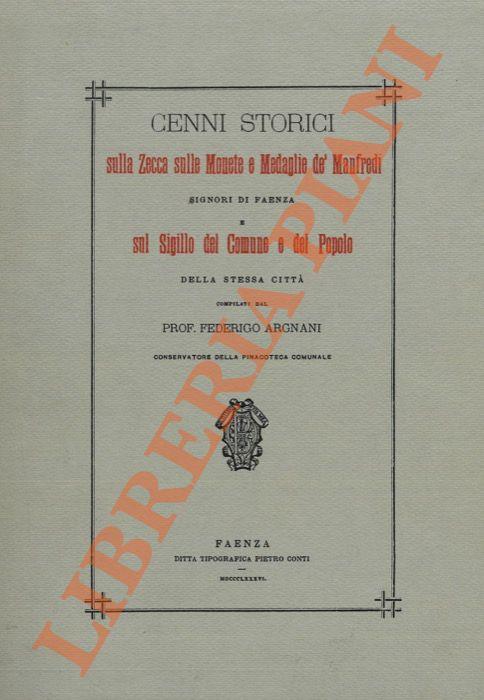 CENNI STORICI
sulla Zecca sulle Monete e Medaglie de' Manfredi
SIGNORI DI FAENZA
E
sul Sigillo del Comune e del Popolo
DELLA STESSA CITTÀ
COMPILATI DAL
PROF. FEDERIGO ARGNANI
CONSERVATORE DELLA PINACOTECA COMUNALE
FAENZA
DITTA TIPOGRAFICA PIETRO CONTI
MDCCCLXXXVI.
LIBRERIA PIANI